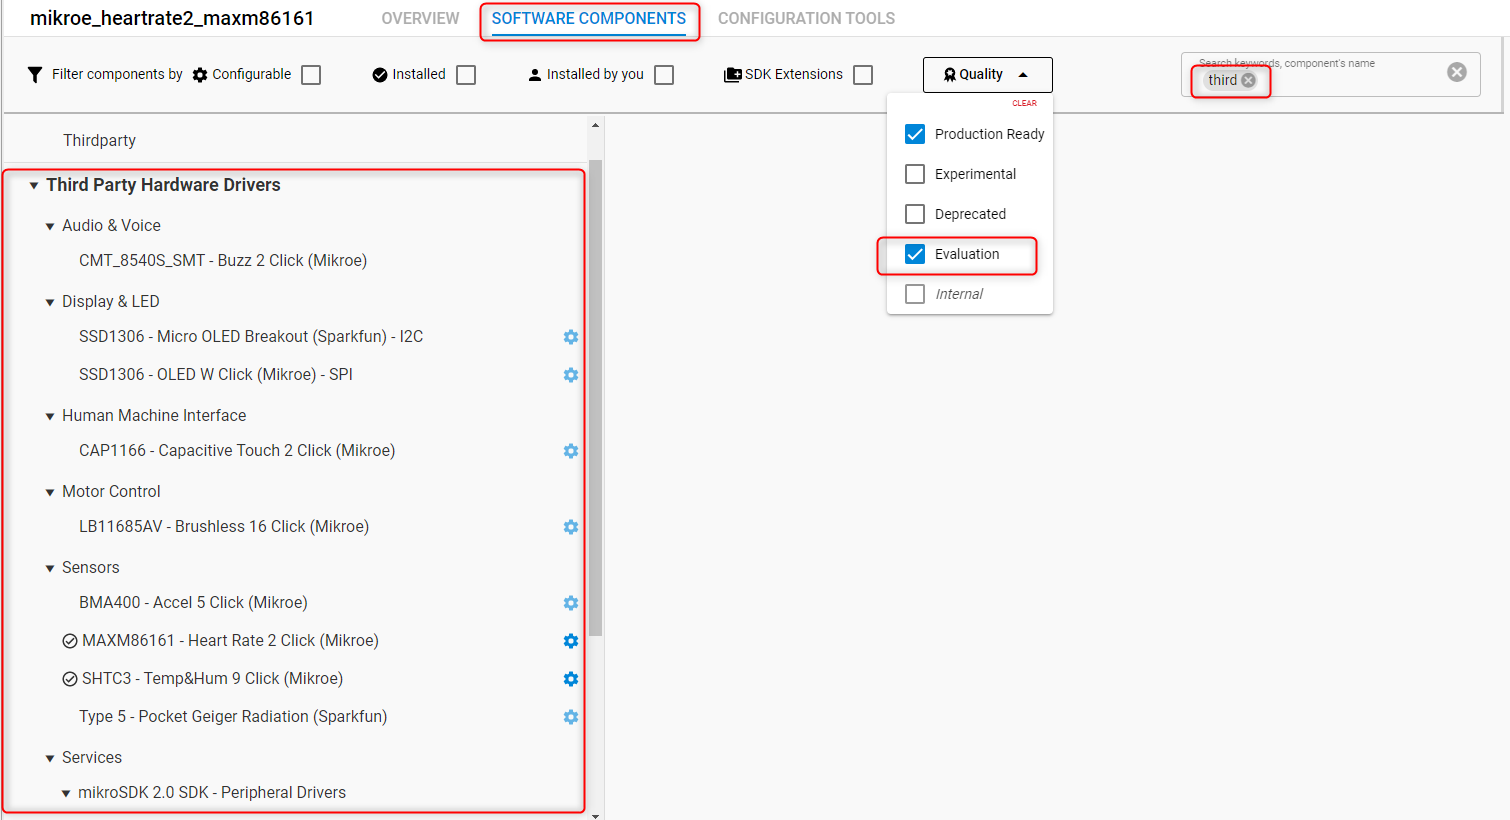 mikroe_heartrate2_maxm86161 OVERVIEW SOFTWARE COMPONENTS CONFIGURATION TOOLS
Filter components by Configurable Installed Installed by you SDK Extensions Quality
Search keywords, component's name
third
CLEAR
Production Ready
Experimental
Deprecated
Evaluation
Internal
Thirdparty
Third Party Hardware Drivers
Audio & Voice
CMT_8540S_SMT - Buzz 2 Click (Mikroe)
Display & LED
SSD1306 - Micro OLED Breakout (Sparkfun) - I2C
SSD1306 - OLED W Click (Mikroe) - SPI
Human Machine Interface
CAP1166 - Capacitive Touch 2 Click (Mikroe)
Motor Control
LB11685AV - Brushless 16 Click (Mikroe)
Sensors
BMA400 - Accel 5 Click (Mikroe)
MAXM86161 - Heart Rate 2 Click (Mikroe)
SHTC3 - Temp&Hum 9 Click (Mikroe)
Type 5 - Pocket Geiger Radiation (Sparkfun)
Services
mikroSDK 2.0 SDK - Peripheral Drivers